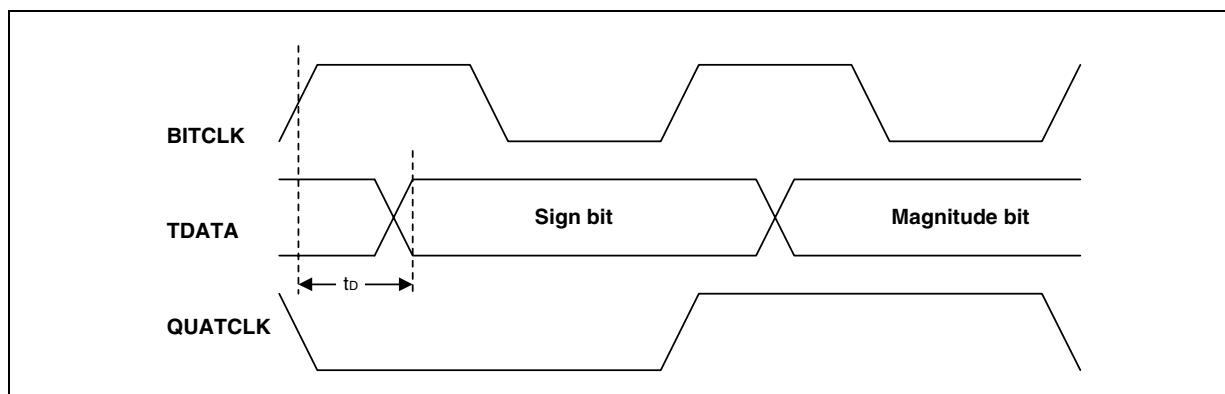 BITCLK
TDATA
Sign bit
Magnitude bit
tD
QUATCLK